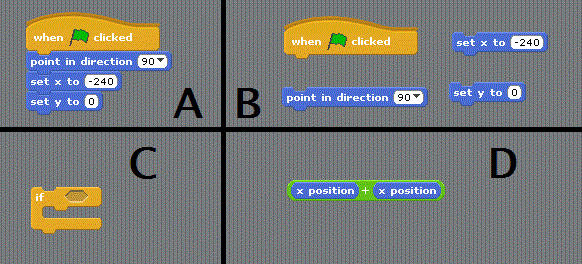 when clicked
point in direction 90
set x to -240
set y to 0
A
when clicked
set x to -240
point in direction 90
set y to 0
B
C
if
D
x position + x position